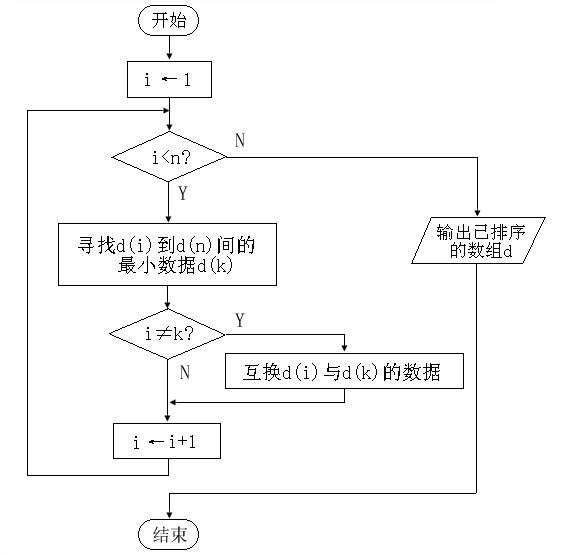 开始
i ←1
i<n?
N
Y
寻找d(i)到d(n)间的
最小数据d(k)
输出已排序
的数组d
i≠k?
Y
N
互换d(i)与d(k)的数据
i ←i+1
结束